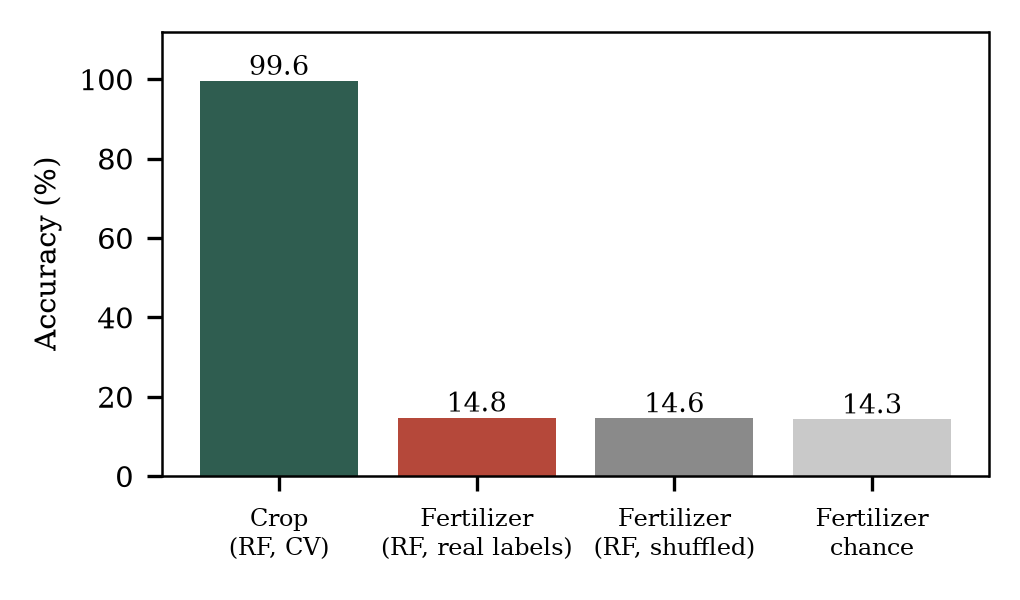 Accuracy (%)
100
80
60
40
20
0
99.6
14.8
14.6
14.3
Crop
(RF, CV)
Fertilizer
(RF, real labels)
Fertilizer
(RF, shuffled)
Fertilizer
chance